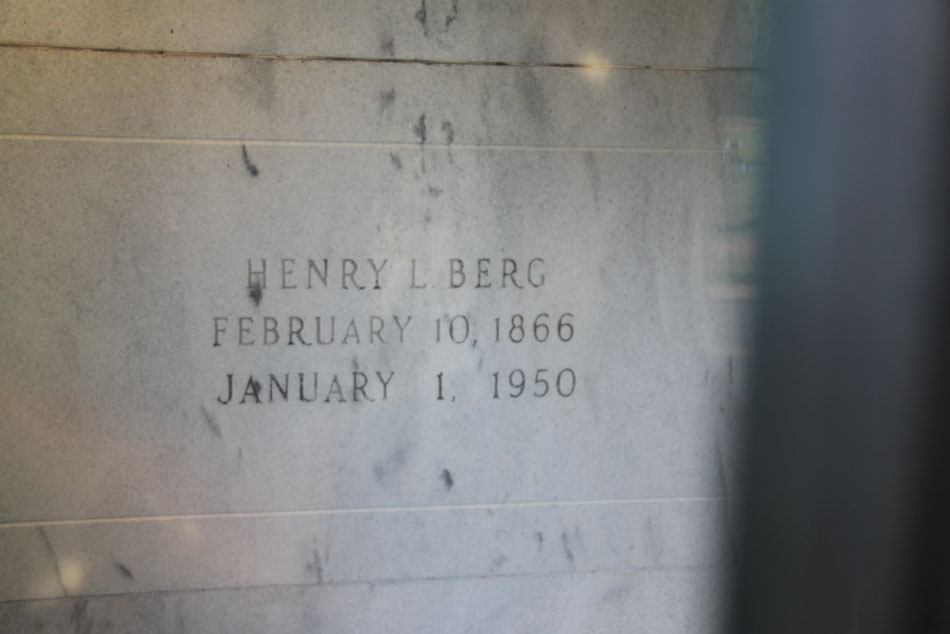 HENRY L. BERG
FEBRUARY 10, 1866
JANUARY 1, 1950